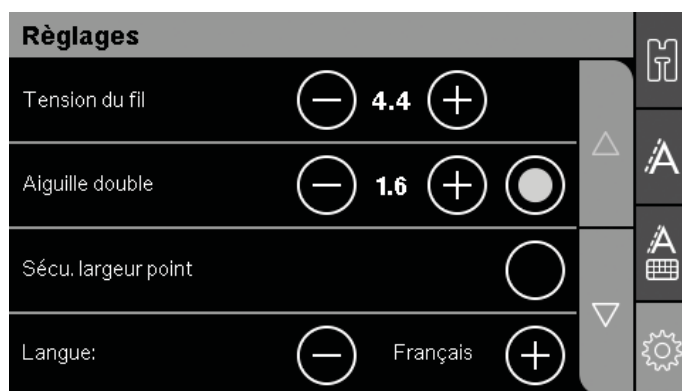 Règlages
Tension du fil 4.4
Aiguille double 1.6
Sécu. largeur point
Langue: Français